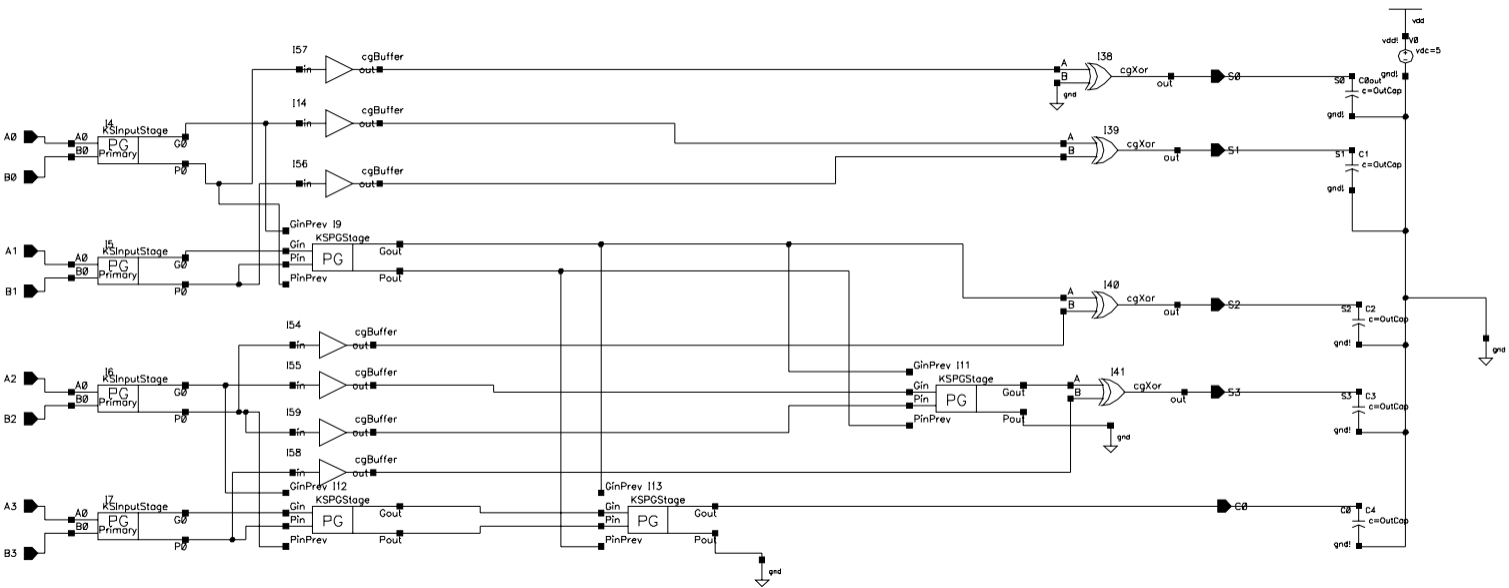 vdd
vdd! V0
vdc=5
gnd!
I57
cgBuffer
in
out
A
B
I38
cgXor
out
gnd
S0
S0
C0out
c=OutCap
gnd!
I4
KSInputStage
A0
A0
PG
G0
B0
Primary
B0
P0
I14
cgBuffer
in
out
I56
cgBuffer
in
out
A
B
I39
cgXor
out
S1
S1
C1
c=OutCap
gnd!
A1
I5
KSInputStage
A0
PG
B0
Primary
G0
B1
P0
GinPrev I9
KSPGStage
Gin
Pin
PG
Gout
PinPrev
Pout
A
B
I40
cgXor
out
S2
S2
C2
c=OutCap
gnd!
gnd
I54
cgBuffer
in
out
A2
I6
KSInputStage
A0
PG
G0
B2
B0
Primary
P0
I55
cgBuffer
in
out
I59
cgBuffer
in
out
I58
cgBuffer
in
out
GinPrev I11
KSPGStage
Gin
Pin
PG
Gout
PinPrev
Pout
gnd
A
B
I41
cgXor
out
S3
S3
C3
c=OutCap
gnd!
A3
I7
KSInputStage
A0
PG
G0
B3
B0
Primary
P0
GinPrev I12
KSPGStage
Gin
Pin
PG
Gout
PinPrev
Pout
GinPrev I13
KSPGStage
Gin
Pin
PG
Gout
PinPrev
Pout
gnd
C0
C0
C4
c=OutCap
gnd!